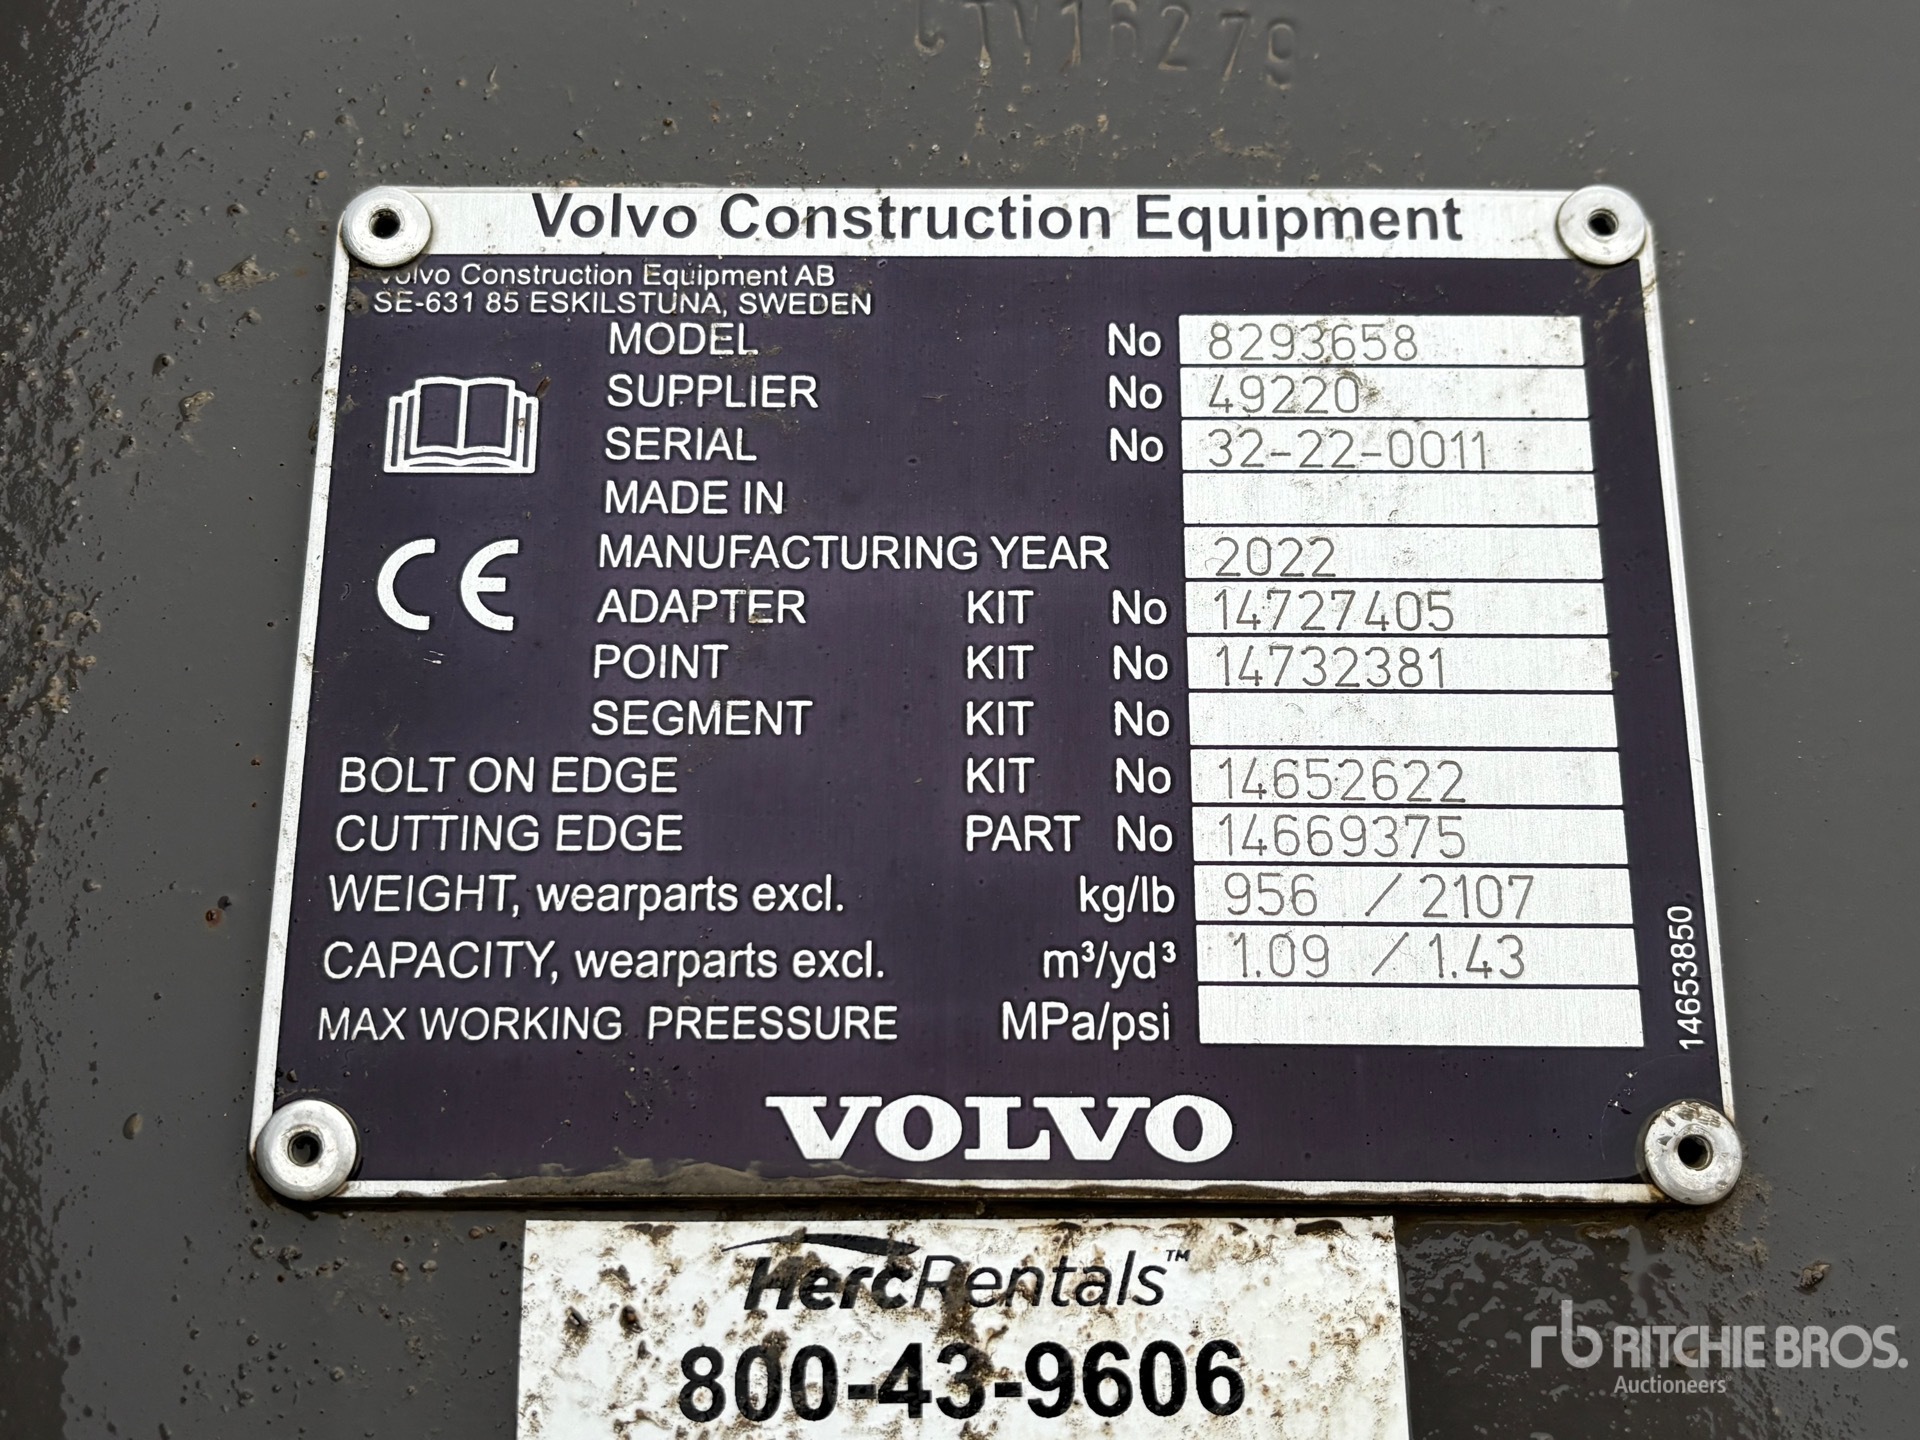 CTV16279
Volvo Construction Equipment
Volvo Construction Equipment AB
SE-631 85 ESKILSTUNA, SWEDEN
MODEL No 8293658
SUPPLIER No 49220
SERIAL No 32-22-0011
MADE IN
MANUFACTURING YEAR 2022
CE
ADAPTER KIT No 14727405
POINT KIT No 14732381
SEGMENT KIT No
BOLT ON EDGE KIT No 14652622
CUTTING EDGE PART No 14669375
WEIGHT, wearparts excl. kg/lb 956 / 2107
CAPACITY, wearparts excl. m³/yd³ 1.09 / 1.43
MAX WORKING PREESSURE MPa/psi
14653850
VOLVO
HercRentals™
800-43-9606
rb RITCHIE BROS.
Auctioneers